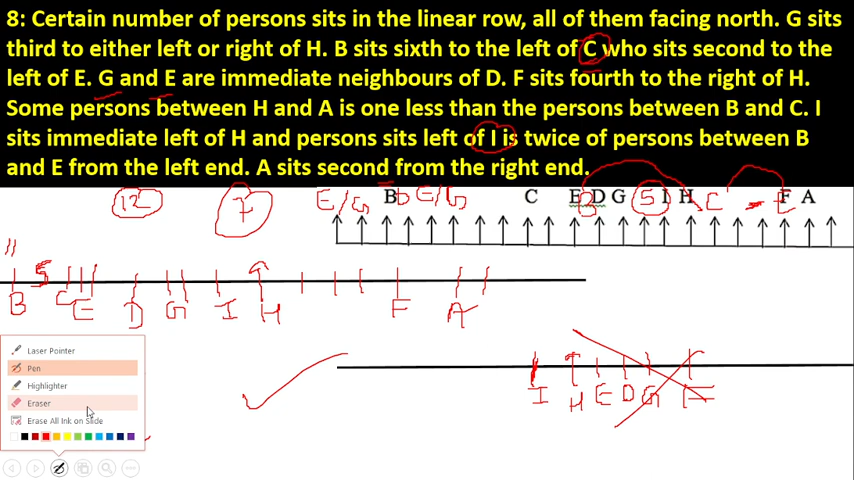 8: Certain number of persons sits in the linear row, all of them facing north. G sits
third to either left or right of H. B sits sixth to the left of C who sits second to the
left of E. G and E are immediate neighbours of D. F sits fourth to the right of H.
Some persons between H and A is one less than the persons between B and C. I
sits immediate left of H and persons sits left of I is twice of persons between B
and E from the left end. A sits second from the right end.
12 7 E/G B D E/G C E D G 5 I H C F A
B 5 C E D G I H F A
Laser Pointer
Pen
Highlighter
Eraser
Erase All Ink on Slide
I H E D G F